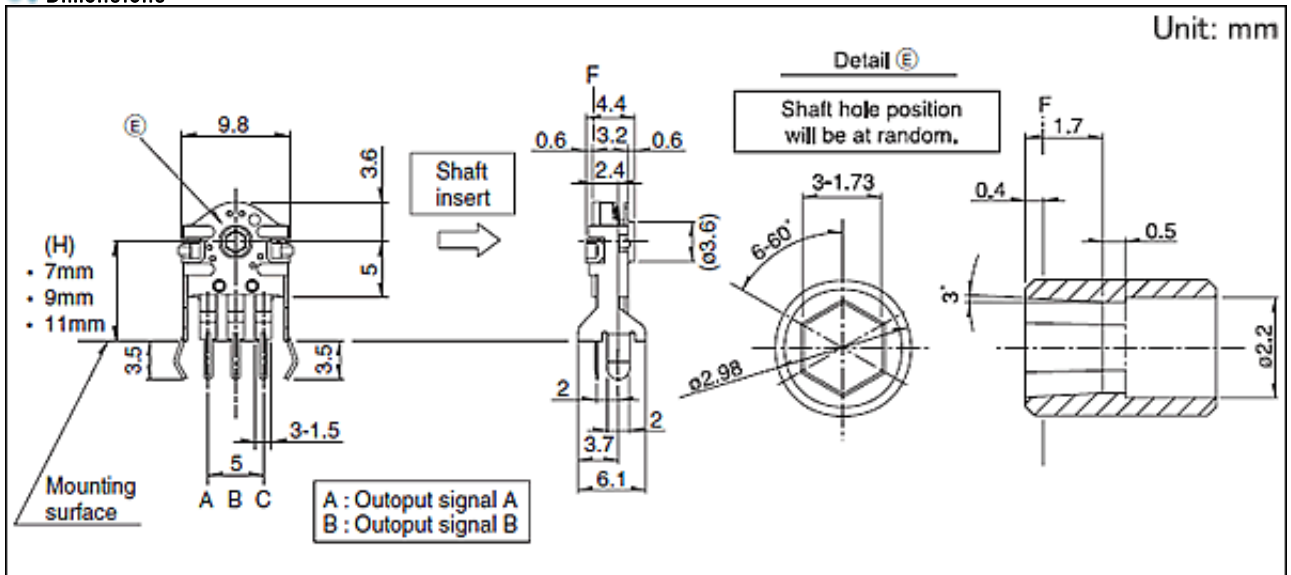 Dimensions
Unit: mm
Detail Ⓔ
Shaft hole position
will be at random.
Ⓔ
9.8
3.6
Shaft
insert
F
4.4
0.6
3.2
0.6
2.4
(ø3.6)
(H)
• 7mm
• 9mm
• 11mm
5
3.5
3.5
3-1.5
5
A B C
Mounting
surface
A : Outoput signal A
B : Outoput signal B
2
2
3.7
6.1
3-1.73
6-60°
ø2.98
F
1.7
0.4
0.5
3°
ø2.2